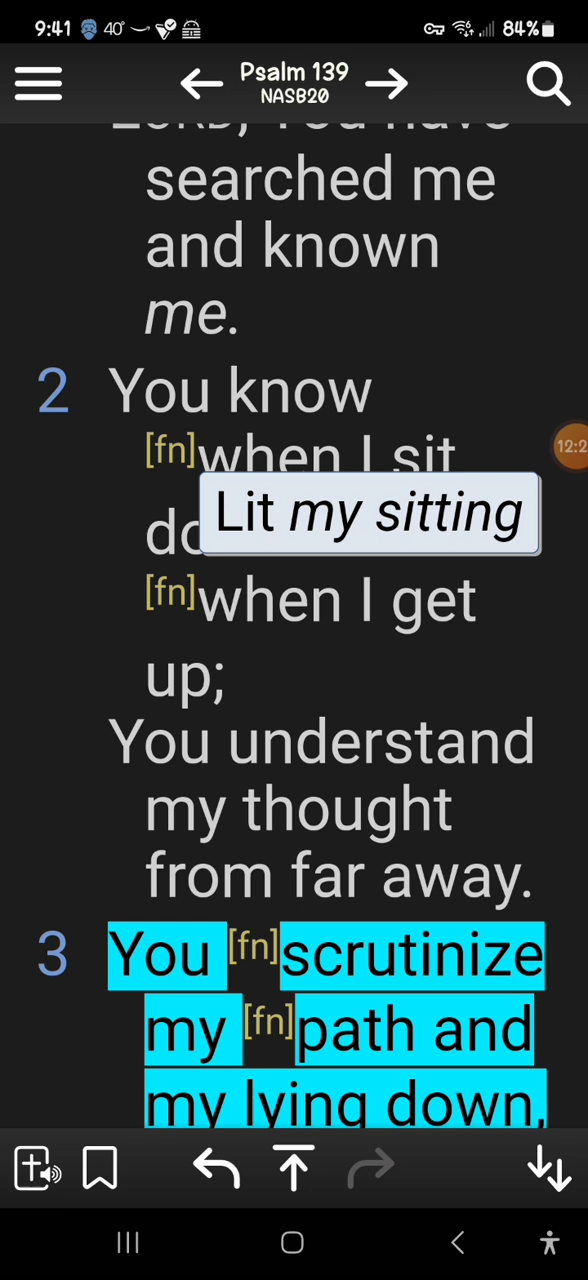 9:41 40° 84%
Psalm 139
NASB20
searched me
and known
me.
2 You know
[fn]when I sit
Lit my sitting
[fn]when I get
up;
You understand
my thought
from far away.
3 You [fn]scrutinize
my [fn]path and
my lying down,